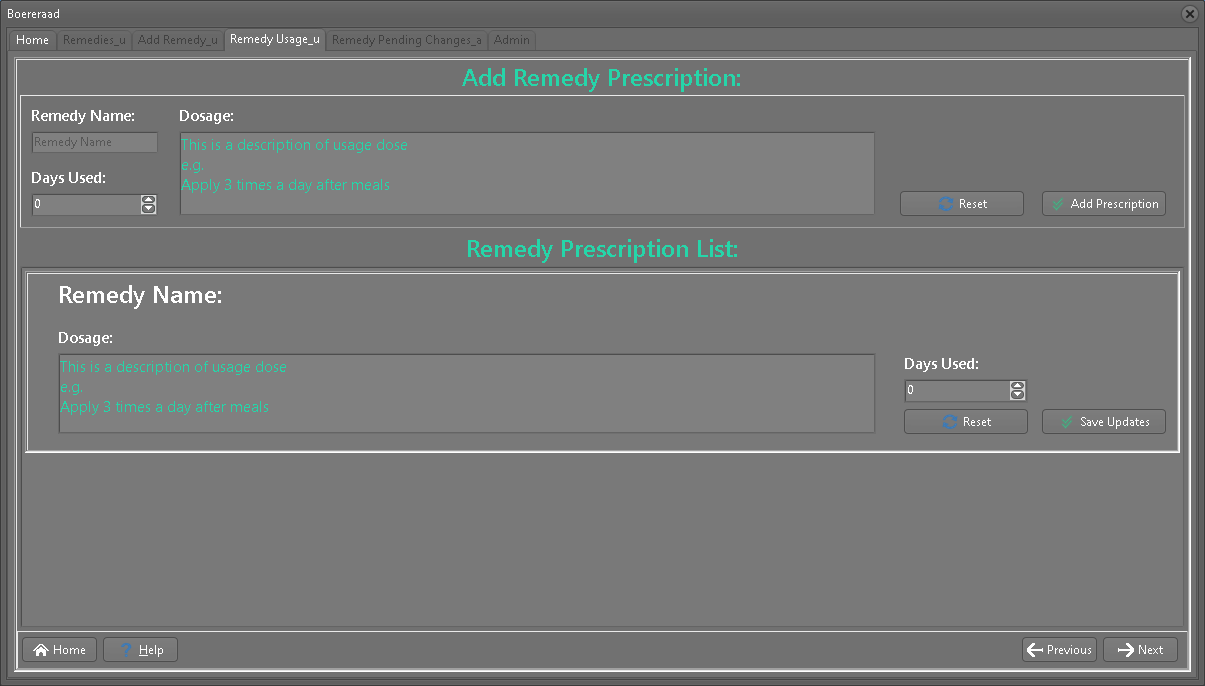 Boereraad
Home Remedies_u Add Remedy_u Remedy Usage_u Remedy Pending Changes_a Admin
Add Remedy Prescription:
Remedy Name:
Remedy Name
Days Used:
0
Dosage:
This is a description of usage dose
e.g.
Apply 3 times a day after meals
Reset Add Prescription
Remedy Prescription List:
Remedy Name:
Dosage:
This is a description of usage dose
e.g.
Apply 3 times a day after meals
Days Used:
0
Reset Save Updates
Home ? Help Previous Next